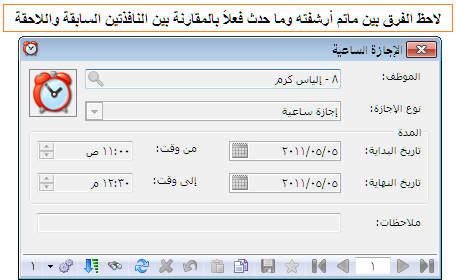 لاحظ الفرق بين ماتم أرشفته وما حدث فعلاً بالمقارنة بين النافذتين السابقة واللاحقة
الإجازة الساعية
الموظف: ٨ - إلياس كرم
نوع الإجازة: إجازة ساعية
المدة
تاريخ البداية: ٢٠١١/٠٥/٠٥ من وقت: ١١:٠٠ ص
تاريخ النهاية: ٢٠١١/٠٥/٠٥ إلى وقت: ١٢:٣٠ م
ملاحظات:
١ ١